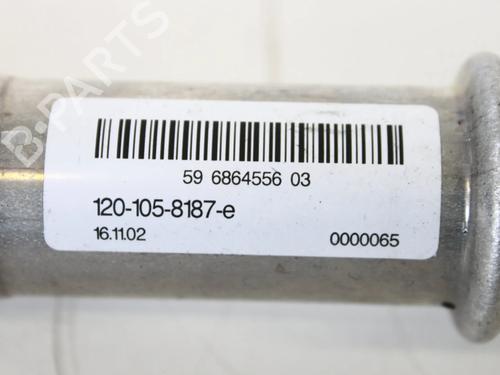 B-PARTS
59 6864556 03
120-105-8187-e
16.11.02 0000065